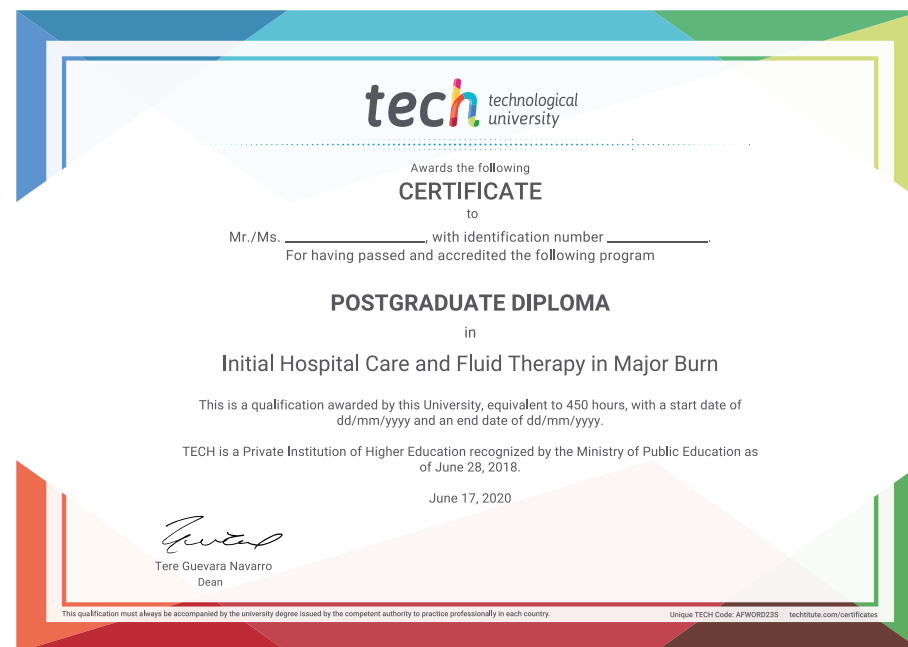 tech technological
university
Awards the following
CERTIFICATE
to
Mr./Ms. ____________, with identification number ____________.
For having passed and accredited the following program
POSTGRADUATE DIPLOMA
in
Initial Hospital Care and Fluid Therapy in Major Burn
This is a qualification awarded by this University, equivalent to 450 hours, with a start date of
dd/mm/yyyy and an end date of dd/mm/yyyy.
TECH is a Private Institution of Higher Education recognized by the Ministry of Public Education as
of June 28, 2018.
June 17, 2020
Tere Guevara Navarro
Dean
This qualification must always be accompanied by the university degree issued by the competent authority to practice professionally in each country. Unique TECH Code: AFWORD23S techtitute.com/certificates